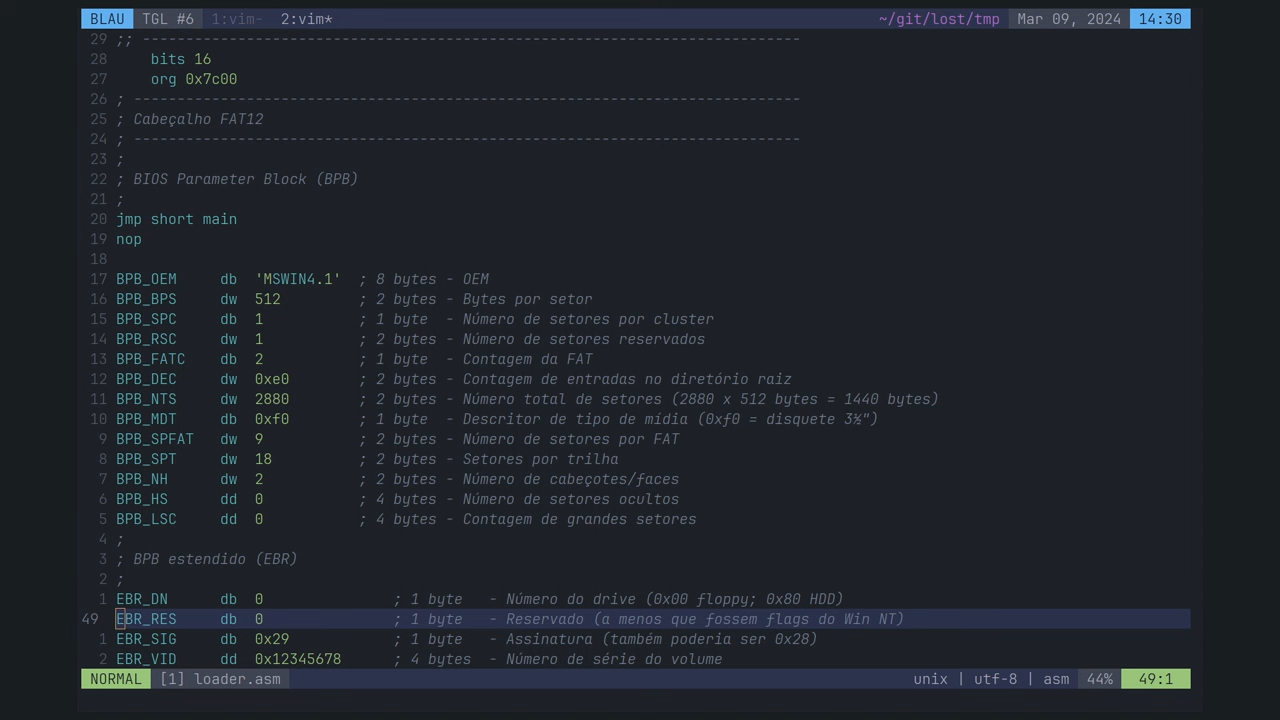 BLAU TGL #6 1:vim- 2:vim* ~/git/lost/tmp Mar 09, 2024 14:30
29 ;; -----------------------------------------------------------------------------
28 bits 16
27 org 0x7c00
26 ; -----------------------------------------------------------------------------
25 ; Cabeçalho FAT12
24 ; -----------------------------------------------------------------------------
23 ;
22 ; BIOS Parameter Block (BPB)
21 ;
20 jmp short main
19 nop
18
17 BPB_OEM db 'MSWIN4.1' ; 8 bytes - OEM
16 BPB_BPS dw 512 ; 2 bytes - Bytes por setor
15 BPB_SPC db 1 ; 1 byte - Número de setores por cluster
14 BPB_RSC dw 1 ; 2 bytes - Número de setores reservados
13 BPB_FATC db 2 ; 1 byte - Contagem da FAT
12 BPB_DEC dw 0xe0 ; 2 bytes - Contagem de entradas no diretório raiz
11 BPB_NTS dw 2880 ; 2 bytes - Número total de setores (2880 x 512 bytes = 1440 bytes)
10 BPB_MDT db 0xf0 ; 1 byte - Descritor de tipo de mídia (0xf0 = disquete 3½")
9 BPB_SPFAT dw 9 ; 2 bytes - Número de setores por FAT
8 BPB_SPT dw 18 ; 2 bytes - Setores por trilha
7 BPB_NH dw 2 ; 2 bytes - Número de cabeçotes/faces
6 BPB_HS dd 0 ; 4 bytes - Número de setores ocultos
5 BPB_LSC dd 0 ; 4 bytes - Contagem de grandes setores
4 ;
3 ; BPB estendido (EBR)
2 ;
1 EBR_DN db 0 ; 1 byte - Número do drive (0x00 floppy; 0x80 HDD)
49 EBR_RES db 0 ; 1 byte - Reservado (a menos que fossem flags do Win NT)
1 EBR_SIG db 0x29 ; 1 byte - Assinatura (também poderia ser 0x28)
2 EBR_VID dd 0x12345678 ; 4 bytes - Número de série do volume
NORMAL [1] loader.asm unix | utf-8 | asm 44% 49:1